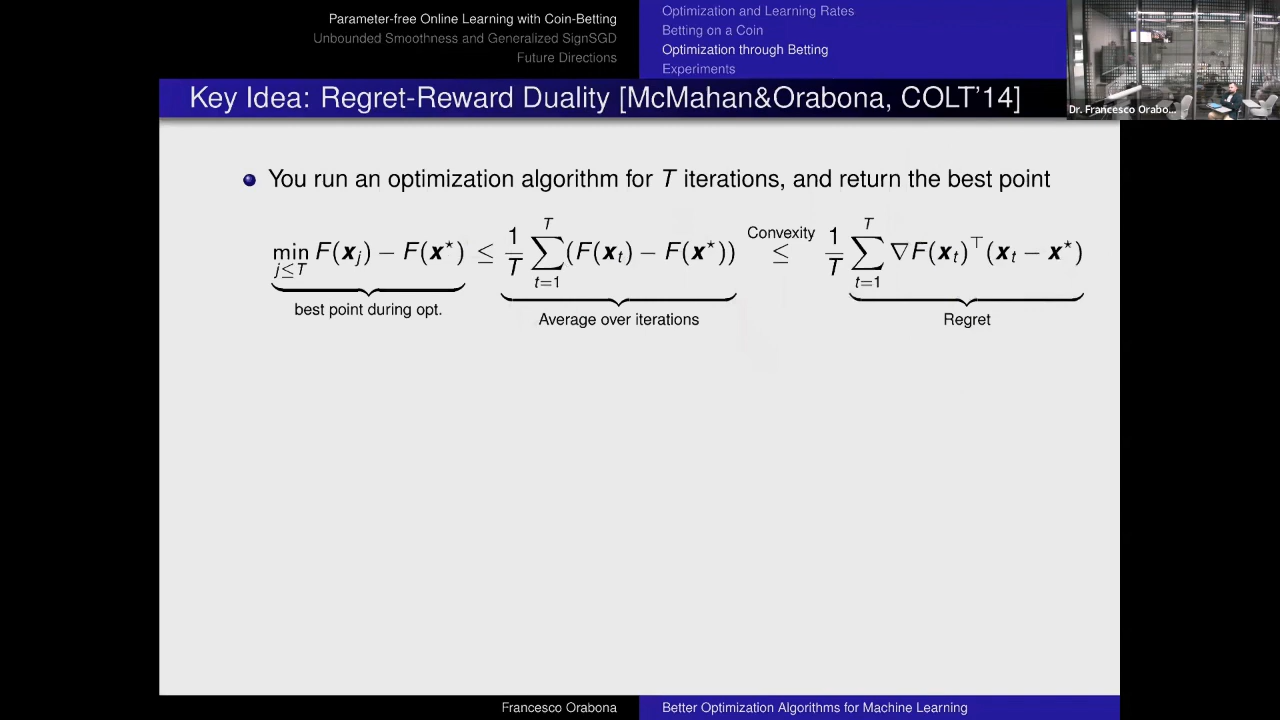 Parameter-free Online Learning with Coin-Betting
Unbounded Smoothness and Generalized SignSGD
Future Directions
Optimization and Learning Rates
Betting on a Coin
Optimization through Betting
Experiments
Dr. Francesco Orabo...
Key Idea: Regret-Reward Duality [McMahan&Orabona, COLT'14]
You run an optimization algorithm for T iterations, and return the best point
min_{j≤T} F(x_j) − F(x*) ≤ 1/T ∑_{t=1}^{T} (F(x_t) − F(x*)) Convexity ≤ 1/T ∑_{t=1}^{T} ∇F(x_t)^⊤ (x_t − x*)
best point during opt.
Average over iterations
Regret
Francesco Orabona
Better Optimization Algorithms for Machine Learning